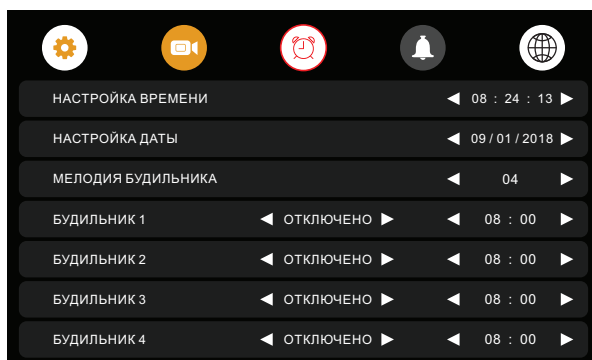 НАСТРОЙКА ВРЕМЕНИ 08 : 24 : 13
НАСТРОЙКА ДАТЫ 09 / 01 / 2018
МЕЛОДИЯ БУДИЛЬНИКА 04
БУДИЛЬНИК 1 ОТКЛЮЧЕНО 08 : 00
БУДИЛЬНИК 2 ОТКЛЮЧЕНО 08 : 00
БУДИЛЬНИК 3 ОТКЛЮЧЕНО 08 : 00
БУДИЛЬНИК 4 ОТКЛЮЧЕНО 08 : 00